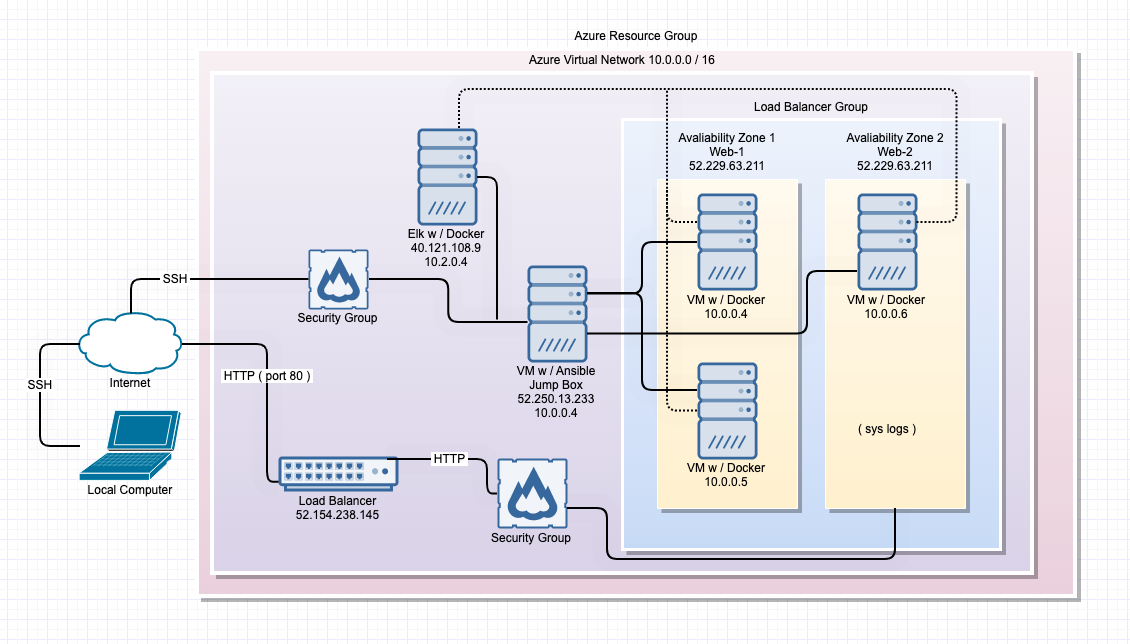 Azure Resource Group
Azure Virtual Network 10.0.0.0 / 16
Load Balancer Group
Avaliability Zone 1
Web-1
52.229.63.211
Avaliability Zone 2
Web-2
52.229.63.211
Elk w / Docker
40.121.108.9
10.2.0.4
SSH
Security Group
VM w / Docker
10.0.0.4
VM w / Docker
10.0.0.6
VM w / Ansible
Jump Box
52.250.13.233
10.0.0.4
Internet
SSH
HTTP ( port 80 )
( sys logs )
VM w / Docker
10.0.0.5
Local Computer
HTTP
Load Balancer
52.154.238.145
Security Group